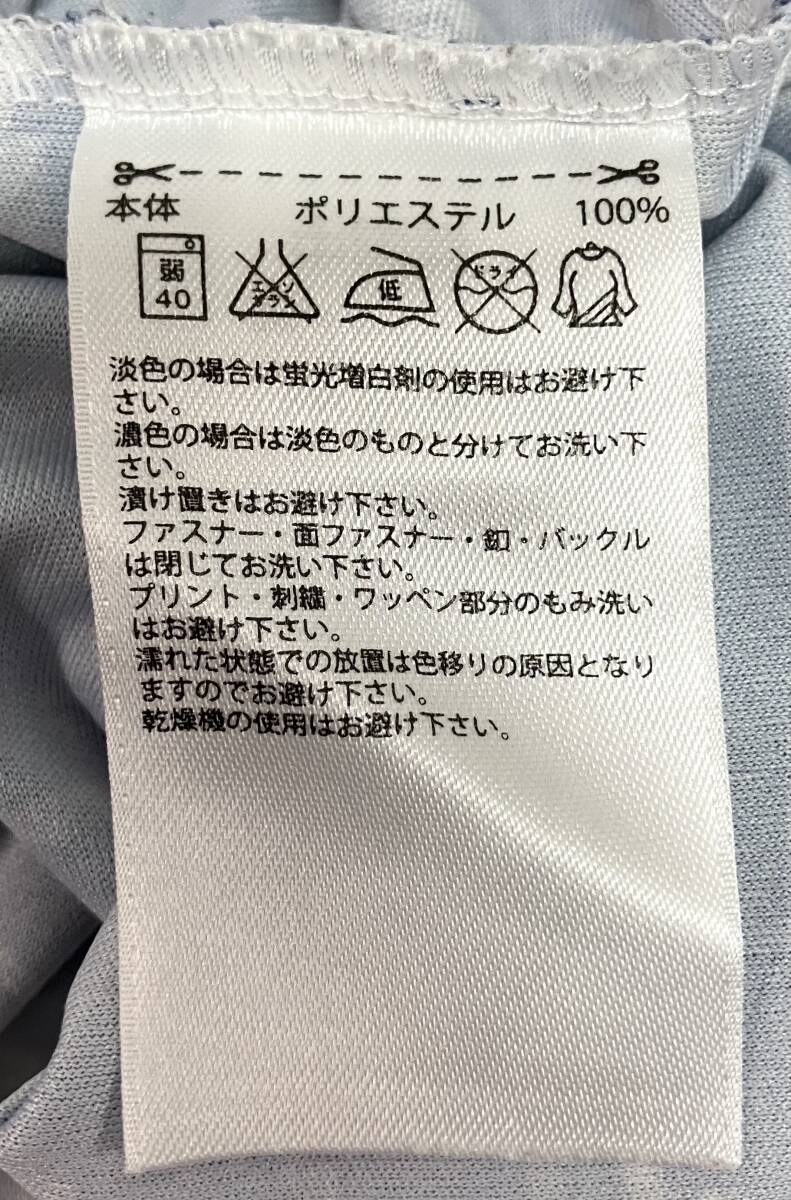 本体 ポリエステル 100%
弱 エンソサラシ 低 ドライ
40
淡色の場合は蛍光増白剤の使用はお避け下
さい。
濃色の場合は淡色のものと分けてお洗い下
さい。
漬け置きはお避け下さい。
ファスナー・面ファスナー・釦・バックル
は閉じてお洗い下さい。
プリント・刺繍・ワッペン部分のもみ洗い
はお避け下さい。
濡れた状態での放置は色移りの原因となり
ますのでお避け下さい。
乾燥機の使用はお避け下さい。